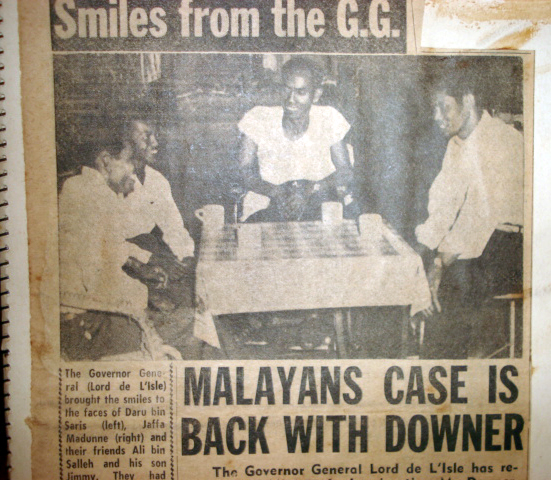 Smiles from the G.G.
The Governor Gene-
ral (Lord de L'Isle)
brought the smiles to
the faces of Daru bin
Saris (left), Jaffa
Madunne (right) and
their friends Ali bin
Salleh and his son
Jimmy. They had
MALAYANS CASE IS
BACK WITH DOWNER
The Governor General Lord de L'Isle has re-